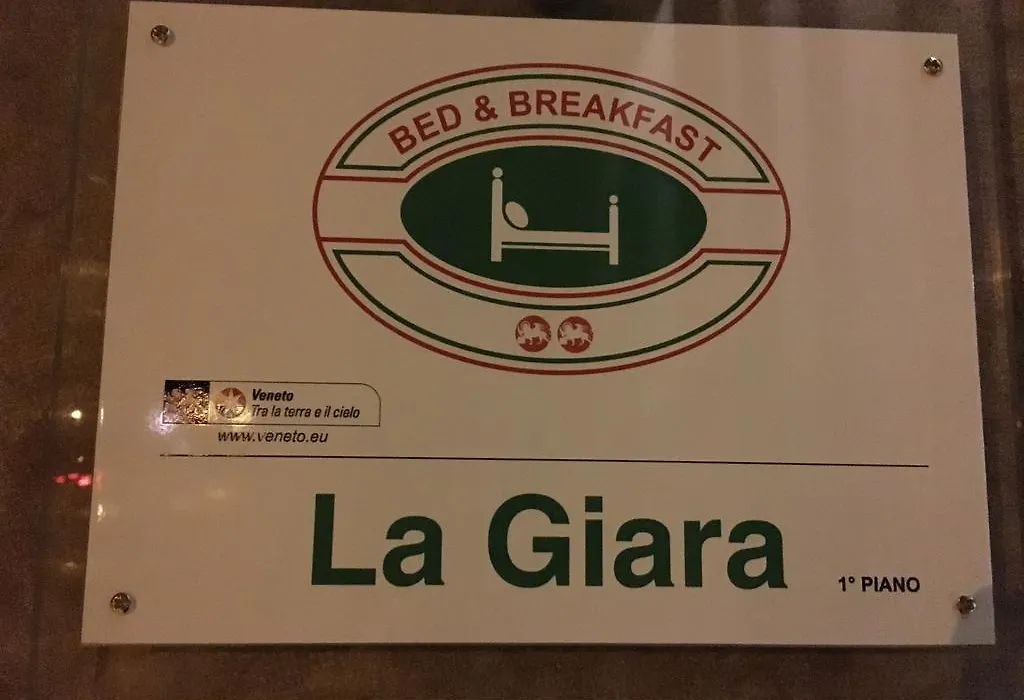 BED & BREAKFAST
Veneto
Tra la terra e il cielo
www.veneto.eu
La Giara
1° PIANO